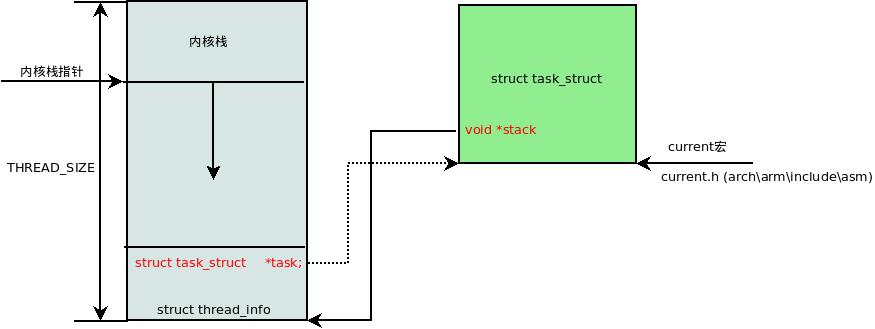 内核栈
内核栈指针
THREAD_SIZE
struct task_struct *task;
struct thread_info
struct task_struct
void *stack
current宏
current.h (arch\arm\include\asm)